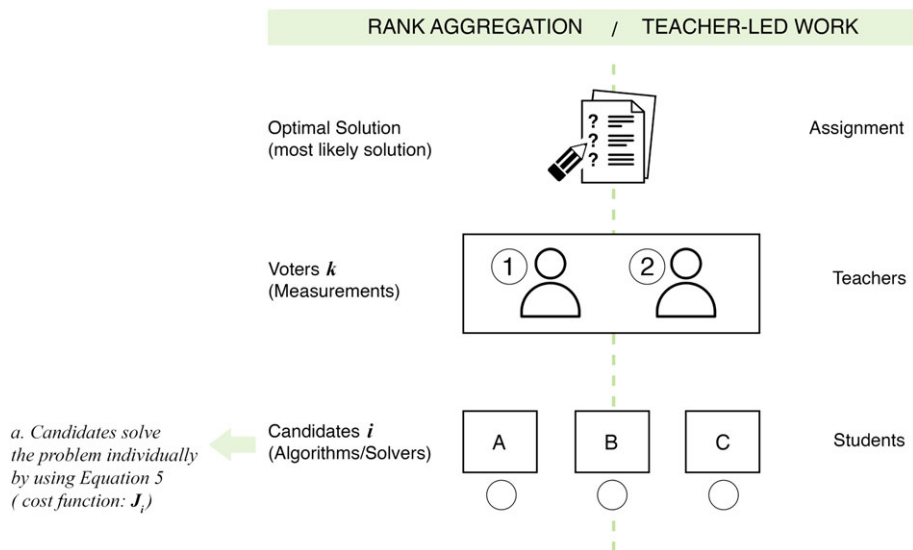 RANK AGGREGATION / TEACHER-LED WORK
Optimal Solution
(most likely solution)
? 
? 
? 
Assignment
Voters k
(Measurements)
1
2
Teachers
a. Candidates solve
the problem individually
by using Equation 5
( cost function: Ji)
Candidates i
(Algorithms/Solvers)
A
B
C
Students